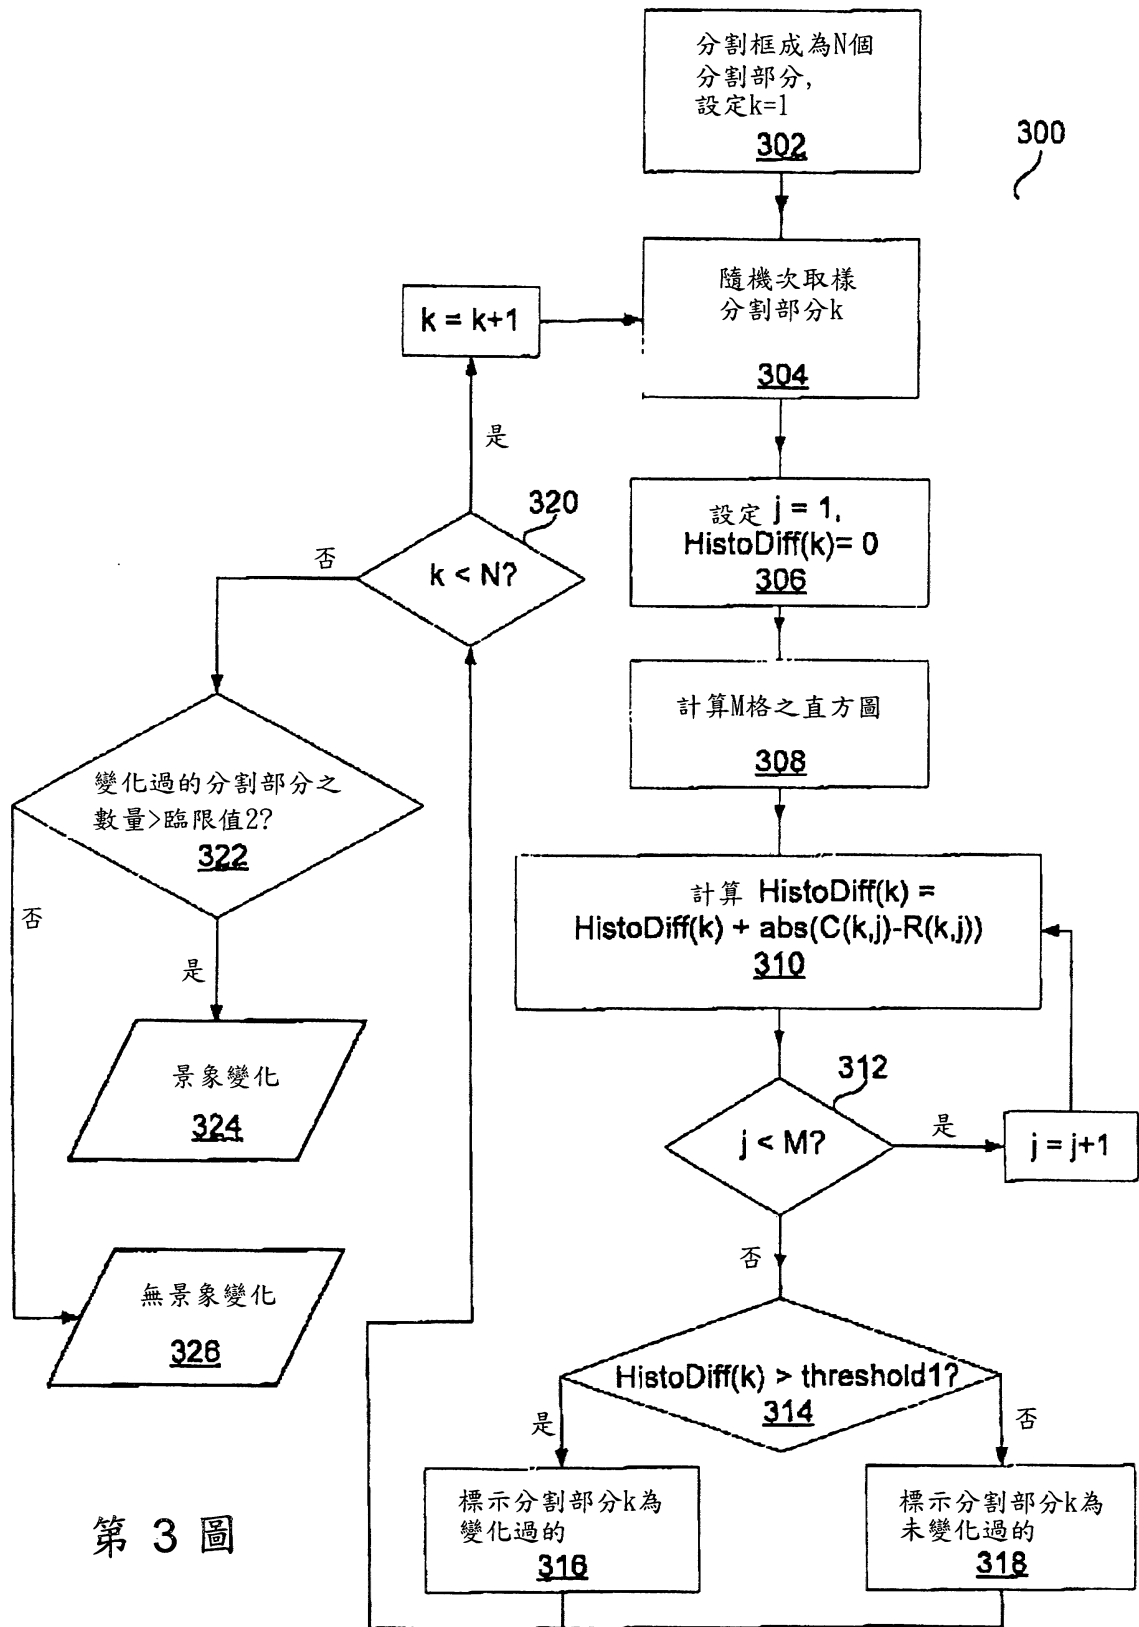 分割框成為N個
分割部分,
設定k=1
302
300
隨機次取樣
分割部分k
304
k = k+1
是
設定 j = 1,
HistoDiff(k)= 0
306
320
k < N?
否
計算M格之直方圖
308
變化過的分割部分之
數量>臨限值2?
322
否
是
計算 HistoDiff(k) =
HistoDiff(k) + abs(C(k,j)-R(k,j))
310
景象變化
324
312
j < M?
是
j = j+1
否
無景象變化
326
HistoDiff(k) > threshold1?
314
是
否
標示分割部分k為
變化過的
316
標示分割部分k為
未變化過的
318
第 3 圖